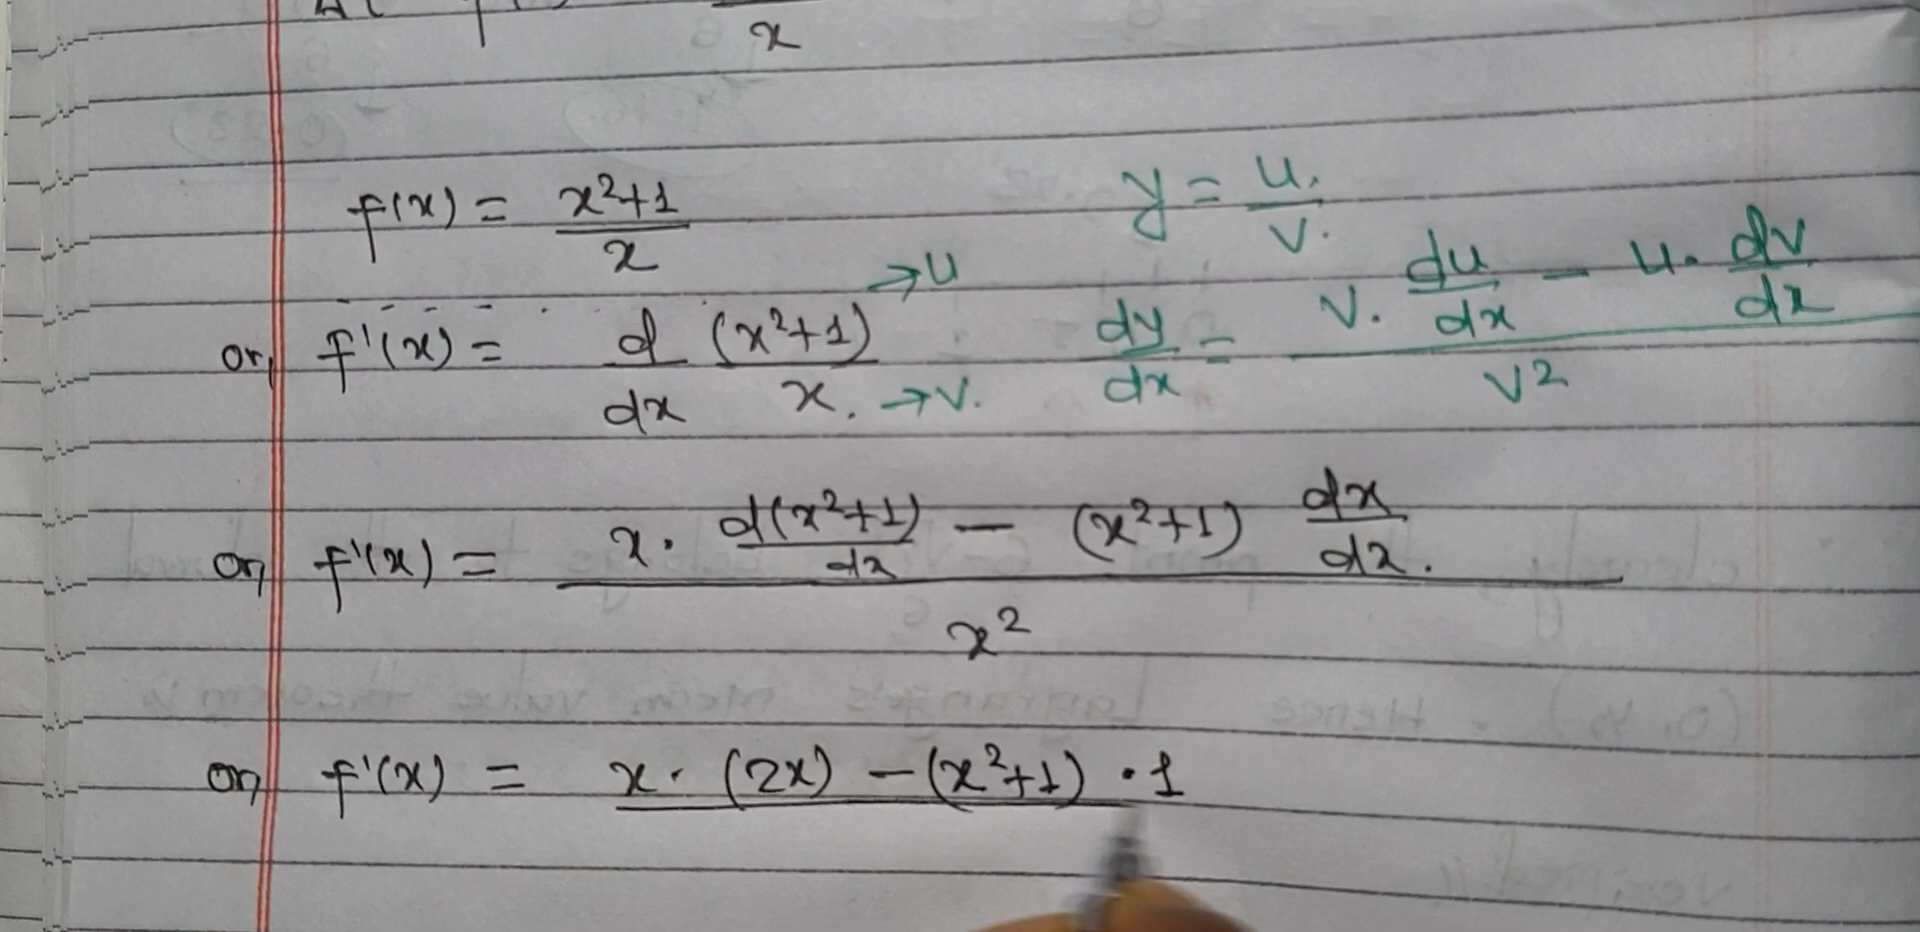 x
f(x) = x²+1 / x
y = u. / v.
or, f'(x) = d/dx (x²+1) / x. →u →v.
dy/dx = v. du/dx - u. dv/dx / v²
or, f'(x) = x. d(x²+1)/dx - (x²+1) dx/dx. / x²
or, f'(x) = x. (2x) - (x²+1) . 1